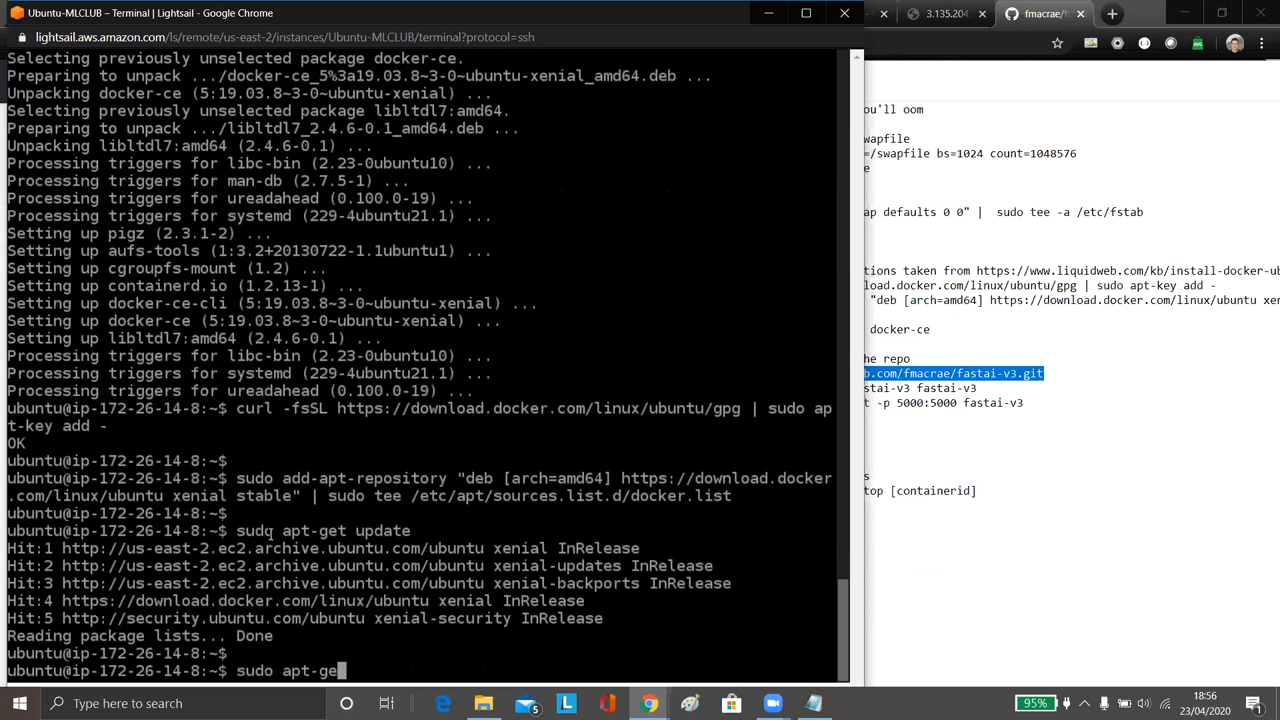 Ubuntu-MLCLUB – Terminal | Lightsail - Google Chrome
3.135.204
fmacrae/f
lightsail.aws.amazon.com/ls/remote/us-east-2/instances/Ubuntu-MLCLUB/terminal?protocol=ssh
Selecting previously unselected package docker-ce.
Preparing to unpack .../docker-ce_5%3a19.03.8~3-0~ubuntu-xenial_amd64.deb ...
Unpacking docker-ce (5:19.03.8~3-0~ubuntu-xenial) ...
Selecting previously unselected package libltdl7:amd64.
Preparing to unpack .../libltdl7_2.4.6-0.1_amd64.deb ...
Unpacking libltdl7:amd64 (2.4.6-0.1) ...
Processing triggers for libc-bin (2.23-0ubuntu10) ...
Processing triggers for man-db (2.7.5-1) ...
Processing triggers for ureadahead (0.100.0-19) ...
Processing triggers for systemd (229-4ubuntu21.1) ...
Setting up pigz (2.3.1-2) ...
Setting up aufs-tools (1:3.2+20130722-1.1ubuntu1) ...
Setting up cgroupfs-mount (1.2) ...
Setting up containerd.io (1.2.13-1) ...
Setting up docker-ce-cli (5:19.03.8~3-0~ubuntu-xenial) ...
Setting up docker-ce (5:19.03.8~3-0~ubuntu-xenial) ...
Setting up libltdl7:amd64 (2.4.6-0.1) ...
Processing triggers for libc-bin (2.23-0ubuntu10) ...
Processing triggers for systemd (229-4ubuntu21.1) ...
Processing triggers for ureadahead (0.100.0-19) ...
ubuntu@ip-172-26-14-8:~$ curl -fsSL https://download.docker.com/linux/ubuntu/gpg | sudo ap
t-key add -
OK
ubuntu@ip-172-26-14-8:~$
ubuntu@ip-172-26-14-8:~$ sudo add-apt-repository "deb [arch=amd64] https://download.docker
.com/linux/ubuntu xenial stable" | sudo tee /etc/apt/sources.list.d/docker.list
ubuntu@ip-172-26-14-8:~$
ubuntu@ip-172-26-14-8:~$ sudo apt-get update
Hit:1 http://us-east-2.ec2.archive.ubuntu.com/ubuntu xenial InRelease
Hit:2 http://us-east-2.ec2.archive.ubuntu.com/ubuntu xenial-updates InRelease
Hit:3 http://us-east-2.ec2.archive.ubuntu.com/ubuntu xenial-backports InRelease
Hit:4 https://download.docker.com/linux/ubuntu xenial InRelease
Hit:5 http://security.ubuntu.com/ubuntu xenial-security InRelease
Reading package lists... Done
ubuntu@ip-172-26-14-8:~$
ubuntu@ip-172-26-14-8:~$ sudo apt-ge
ou'll oom
wapfile
=/swapfile bs=1024 count=1048576
e
ap defaults 0 0" | sudo tee -a /etc/fstab
tions taken from https://www.liquidweb.com/kb/install-docker-ub
load.docker.com/linux/ubuntu/gpg | sudo apt-key add -
"deb [arch=amd64] https://download.docker.com/linux/ubuntu xen
docker-ce
he repo
b.com/fmacrae/fastai-v3.git
stai-v3 fastai-v3
t -p 5000:5000 fastai-v3
s
top [containerid]
Type here to search
5
95%
18:56
23/04/2020
1